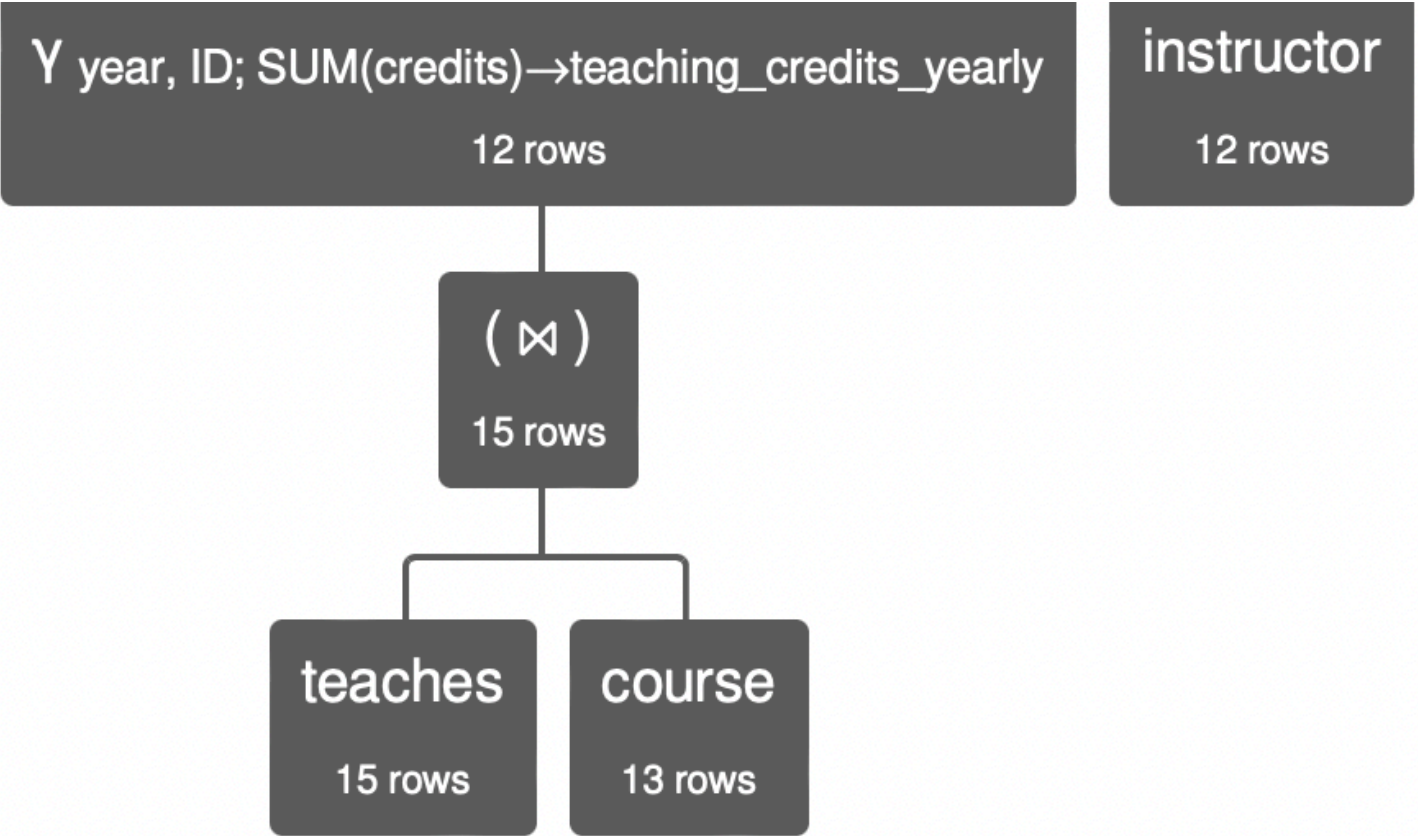 γ year, ID; SUM(credits)→teaching_credits_yearly
12 rows
instructor
12 rows
( ⋈ )
15 rows
teaches
15 rows
course
13 rows